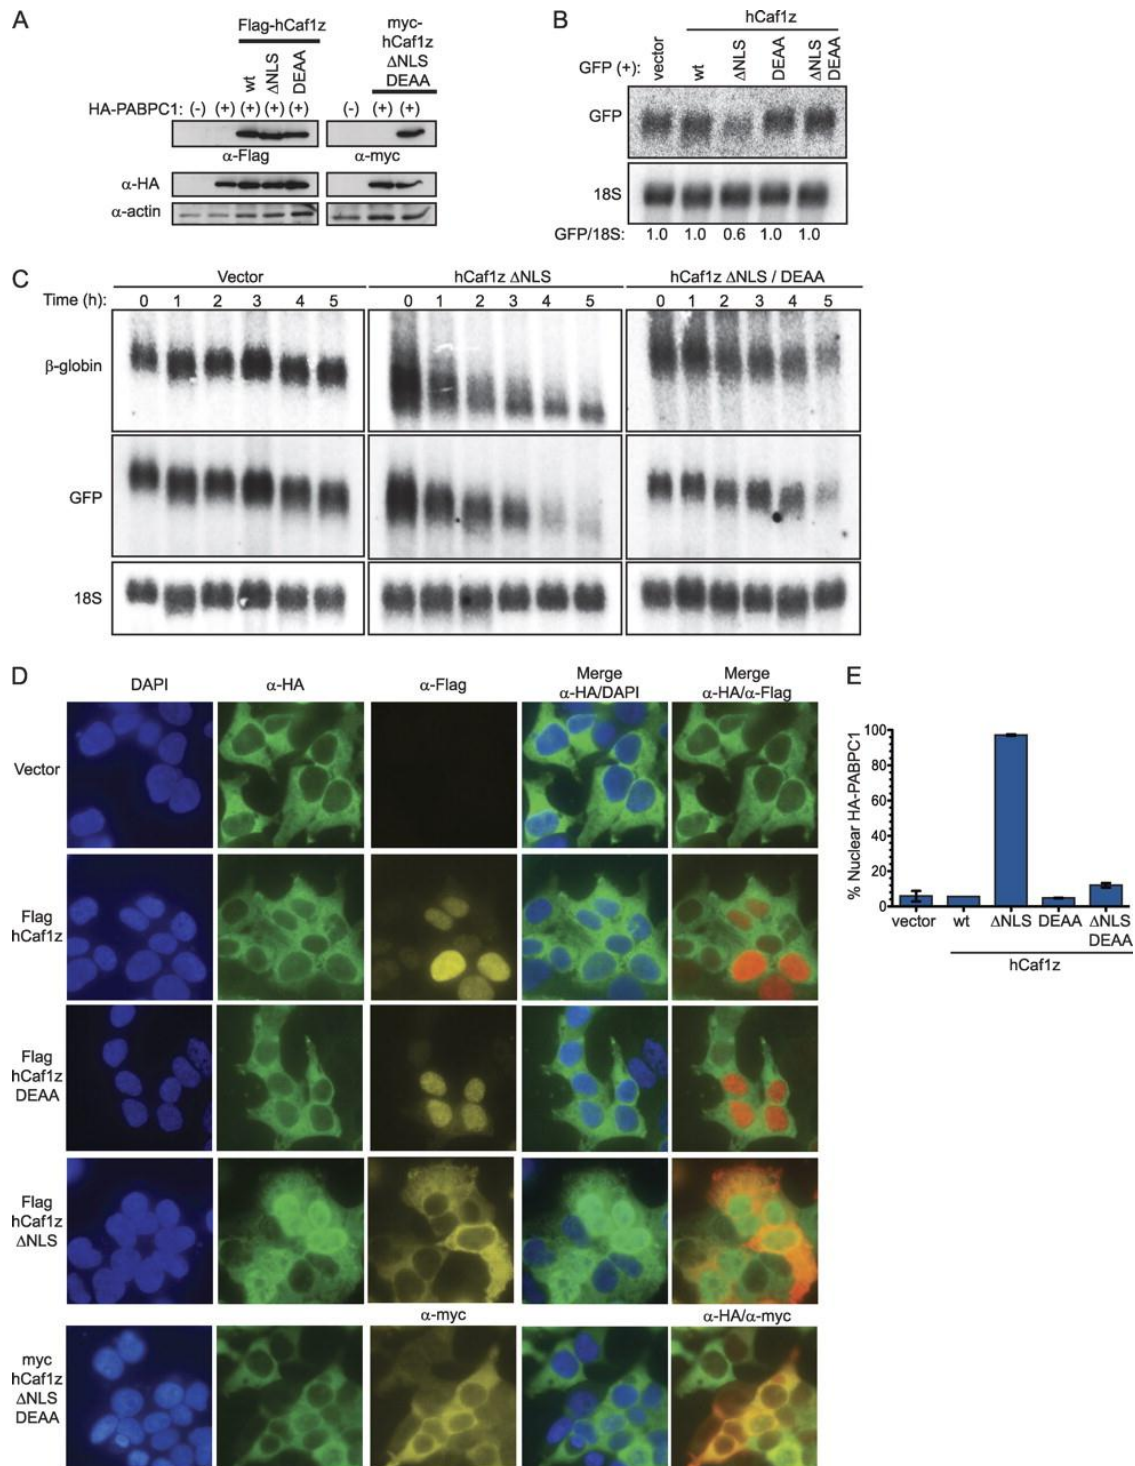 A
Flag-hCaf1z
myc-
hCaf1z
ΔNLS
DEAA
wt
ΔNLS
DEAA
HA-PABPC1: (-) (+) (+) (+) (+) (-) (+) (+)
α-Flag
α-myc
α-HA
α-actin
B
hCaf1z
GFP (+):
vector
wt
ΔNLS
DEAA
ΔNLS
DEAA
GFP
18S
GFP/18S: 1.0 1.0 0.6 1.0 1.0
C
Vector
hCaf1z ΔNLS
hCaf1z ΔNLS / DEAA
Time (h): 0 1 2 3 4 5 0 1 2 3 4 5 0 1 2 3 4 5
β-globin
GFP
18S
D
DAPI
α-HA
α-Flag
Merge
α-HA/DAPI
Merge
α-HA/α-Flag
Vector
Flag
hCaf1z
Flag
hCaf1z
DEAA
Flag
hCaf1z
ΔNLS
α-myc
α-HA/α-myc
myc
hCaf1z
ΔNLS
DEAA
E
% Nuclear HA-PABPC1
100
80
60
40
20
0
vector wt ΔNLS DEAA ΔNLS
DEAA
hCaf1z